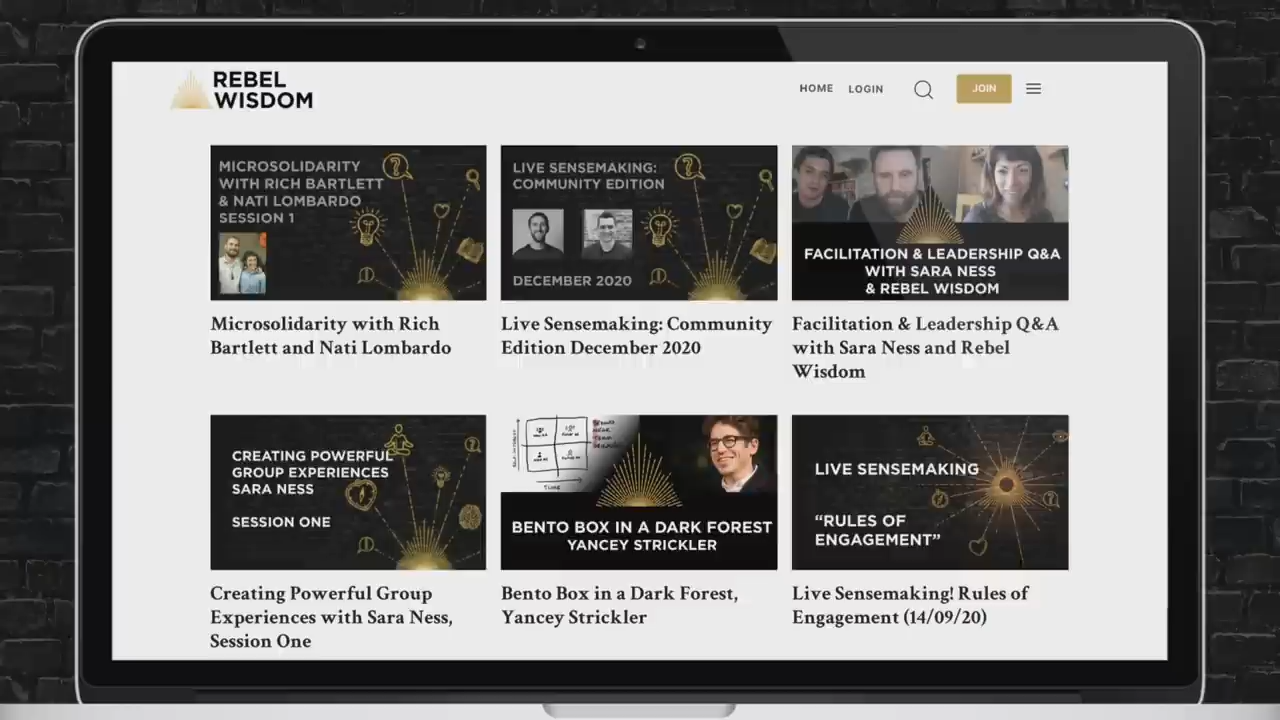 REBEL
WISDOM
HOME
LOGIN
JOIN
MICROSOLIDARITY
WITH RICH BARTLETT
& NATI LOMBARDO
SESSION 1
LIVE SENSEMAKING:
COMMUNITY EDITION
DECEMBER 2020
FACILITATION & LEADERSHIP Q&A
WITH SARA NESS
& REBEL WISDOM
Microsolidarity with Rich
Bartlett and Nati Lombardo
Live Sensemaking: Community
Edition December 2020
Facilitation & Leadership Q&A
with Sara Ness and Rebel
Wisdom
CREATING POWERFUL
GROUP EXPERIENCES
SARA NESS
SESSION ONE
TIME
BENTO BOX IN A DARK FOREST
YANCEY STRICKLER
LIVE SENSEMAKING
“RULES OF
ENGAGEMENT”
Creating Powerful Group
Experiences with Sara Ness,
Session One
Bento Box in a Dark Forest,
Yancey Strickler
Live Sensemaking! Rules of
Engagement (14/09/20)